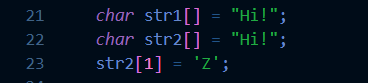 21 char str1[] = "Hi!";
22 char str2[] = "Hi!";
23 str2[1] = 'Z';